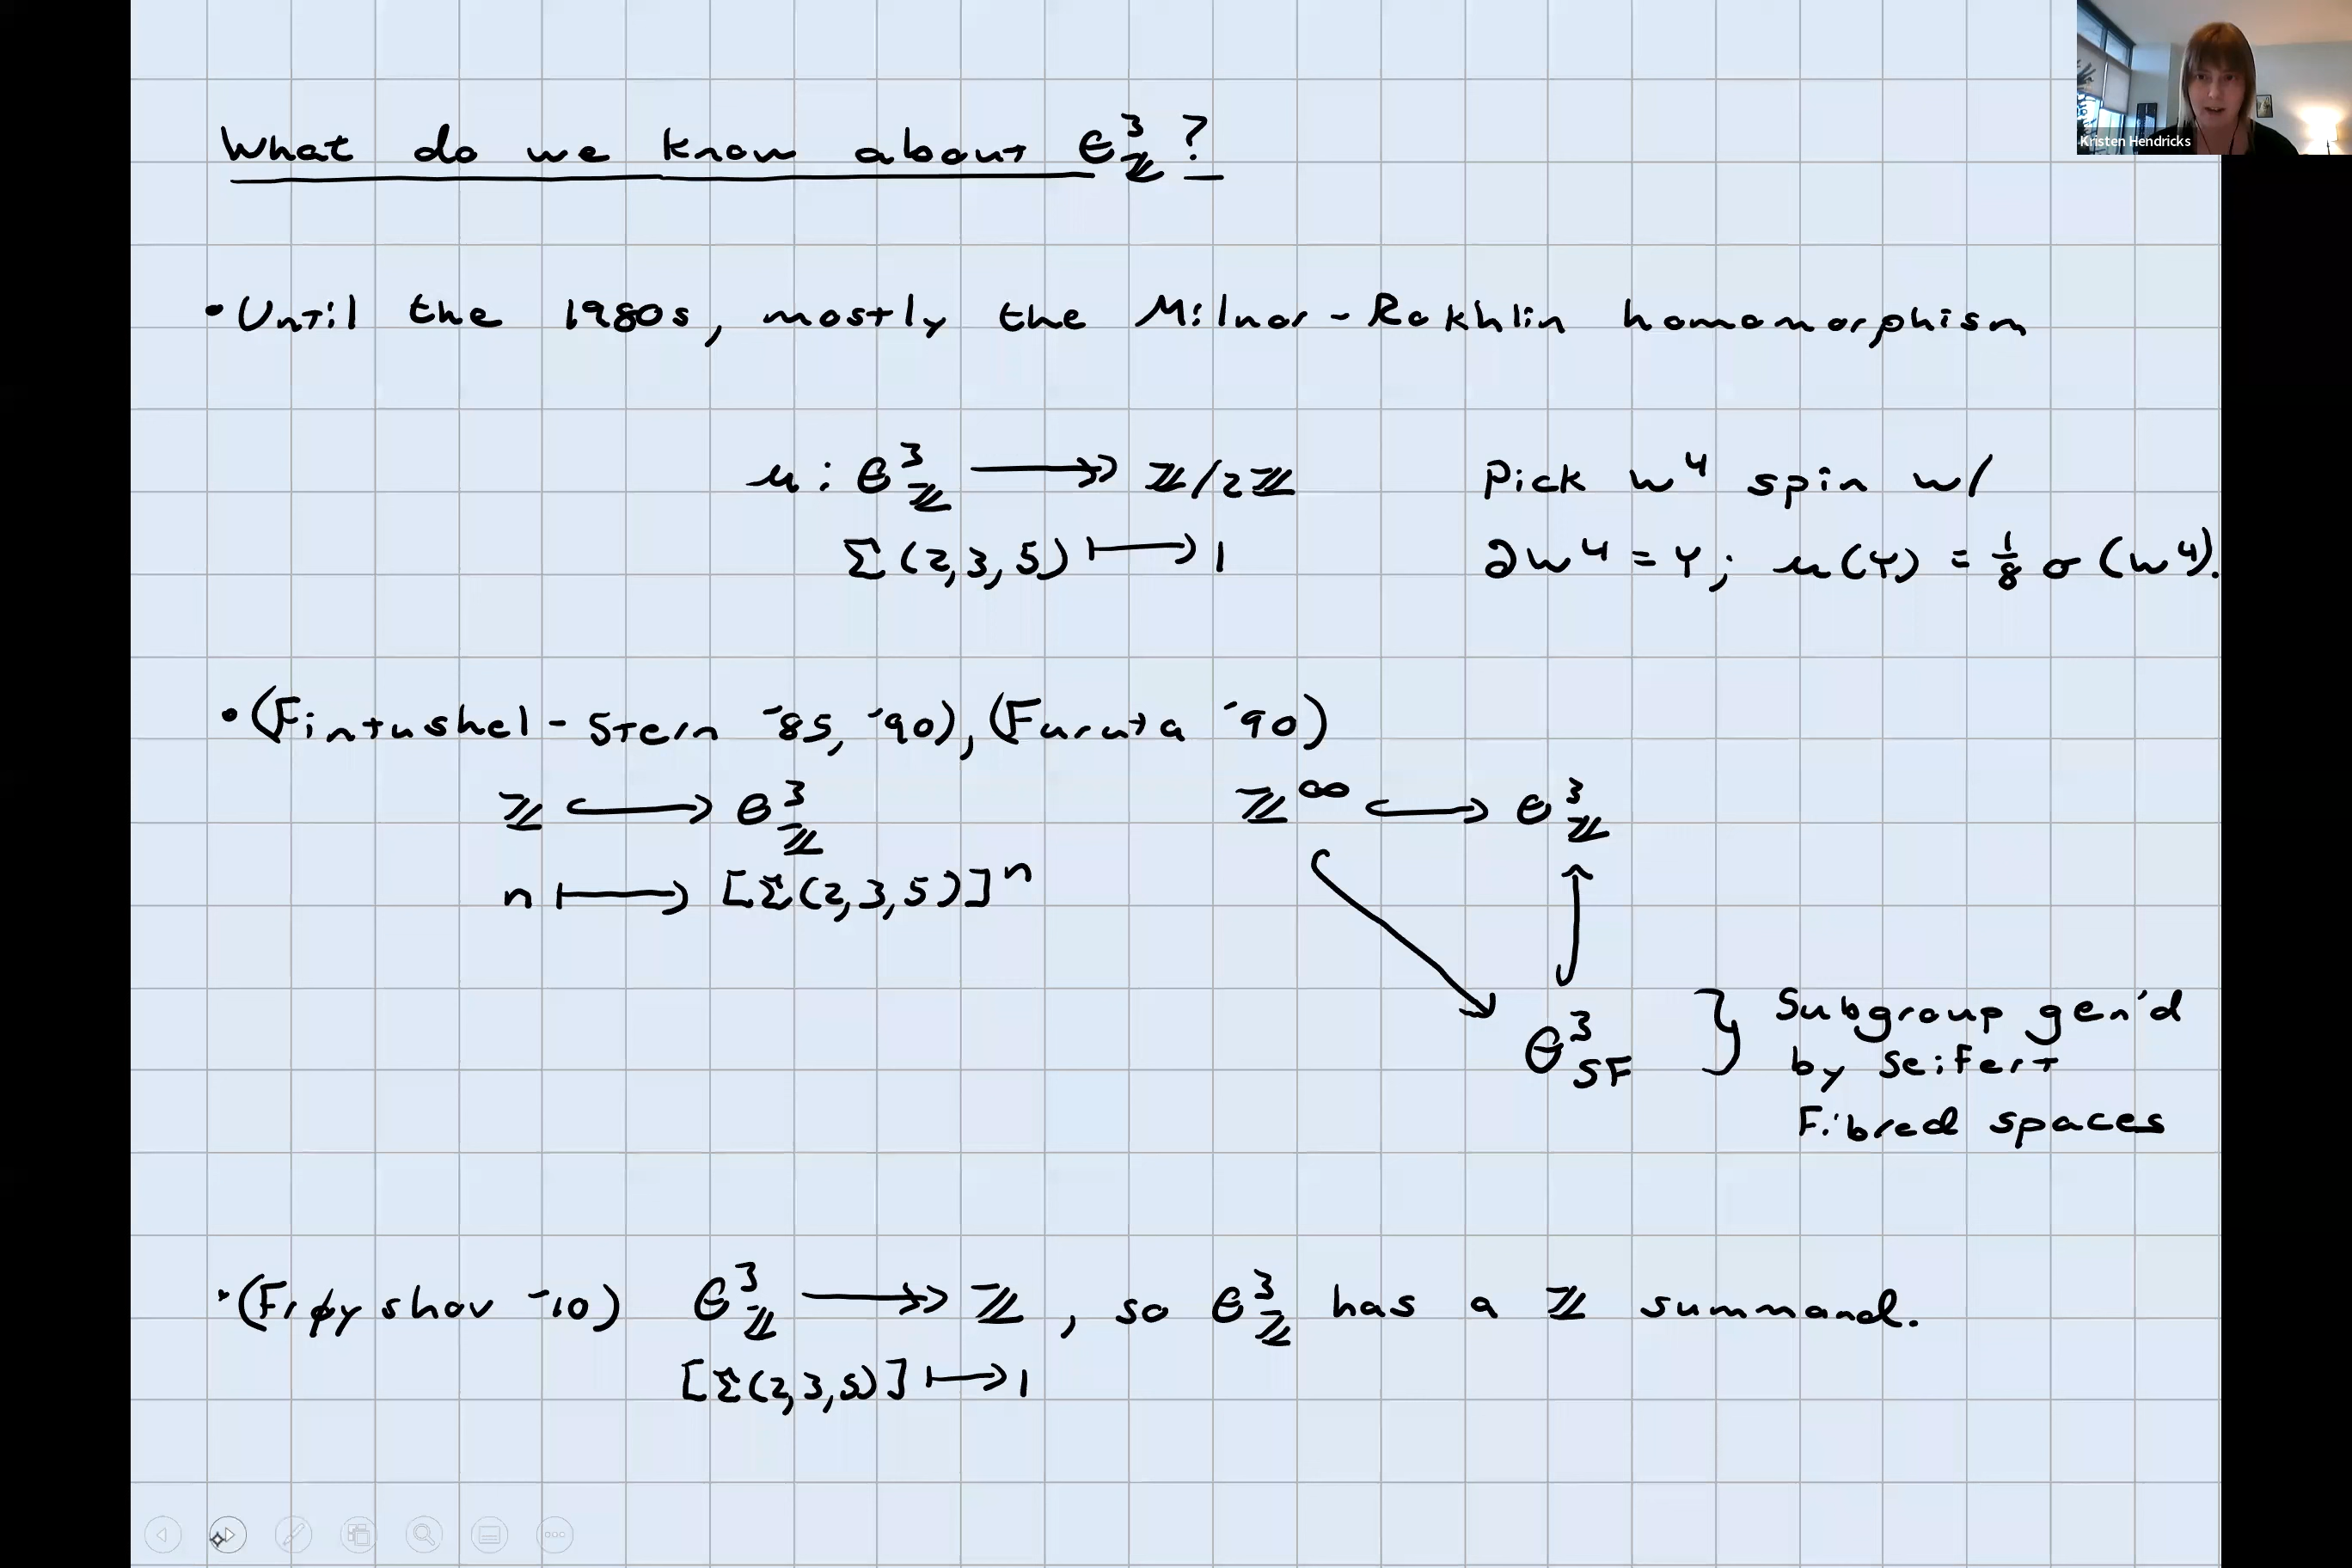 Kristen Hendricks
What do we know about Θ³_ℤ?
• Until the 1980s, mostly the Milnor-Rokhlin homomorphism
μ : Θ³_ℤ ↠ ℤ/2ℤ
Σ(2,3,5) ⟼ 1
Pick W⁴ spin w/
∂W⁴ = Y; μ(Y) = 1/8 σ(W⁴).
• (Fintushel-Stern '85, '90), (Furuta '90)
ℤ ↪ Θ³_ℤ
n ⟼ [Σ(2,3,5)]ⁿ
ℤ^∞ ↪ Θ³_ℤ
Θ³_SF } Subgroup gen'd
by Seifert
Fibred spaces
• (Frøyshov '10) Θ³_ℤ ↠ ℤ, so Θ³_ℤ has a ℤ summand.
[Σ(2,3,5)] ⟼ 1